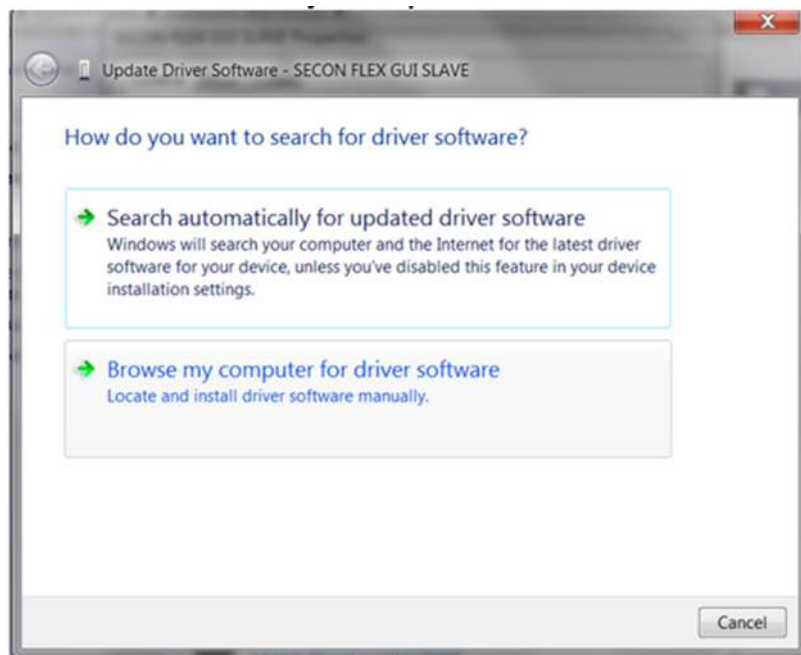 Update Driver Software - SECON FLEX GUI SLAVE
How do you want to search for driver software?
Search automatically for updated driver software
Windows will search your computer and the Internet for the latest driver
software for your device, unless you've disabled this feature in your device
installation settings.
Browse my computer for driver software
Locate and install driver software manually.
Cancel